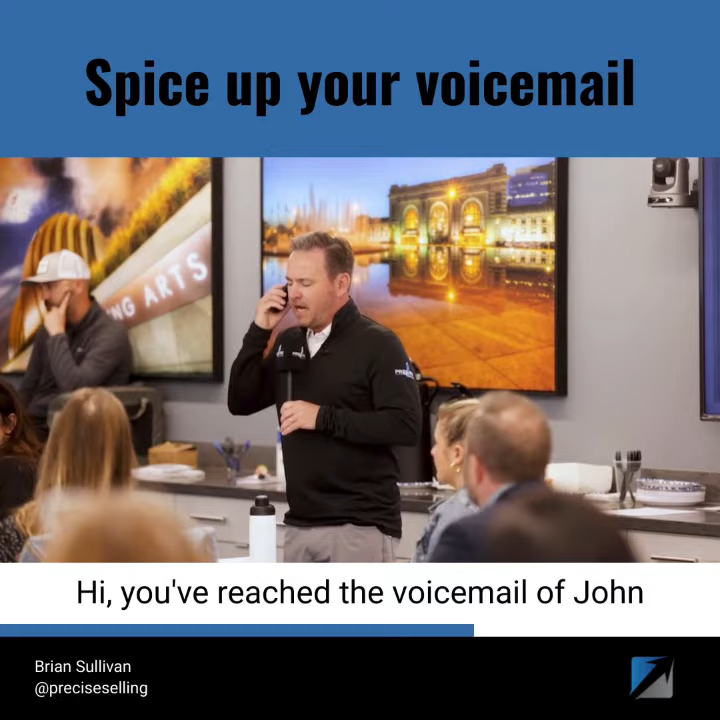 Spice up your voicemail
NG ARTS
Hi, you've reached the voicemail of John
Brian Sullivan
@preciseselling